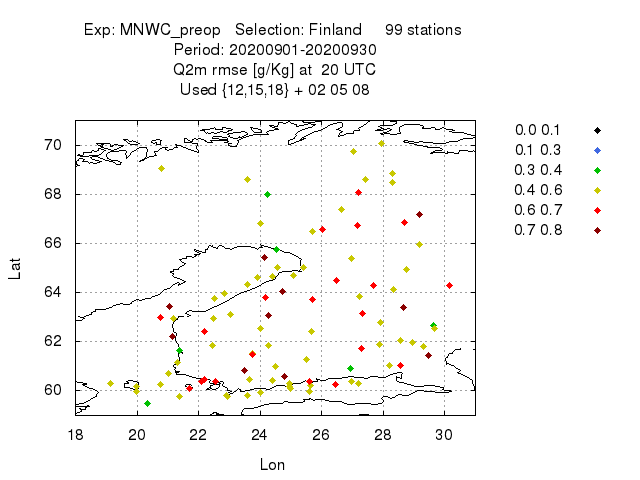 Exp: MNWC_preop Selection: Finland 99 stations
Period: 20200901-20200930
Q2m rmse [g/Kg] at 20 UTC
Used {12,15,18} + 02 05 08
0.0 0.1
0.1 0.3
0.3 0.4
0.4 0.6
0.6 0.7
0.7 0.8
Lat
70
68
66
64
62
60
18 20 22 24 26 28 30
Lon